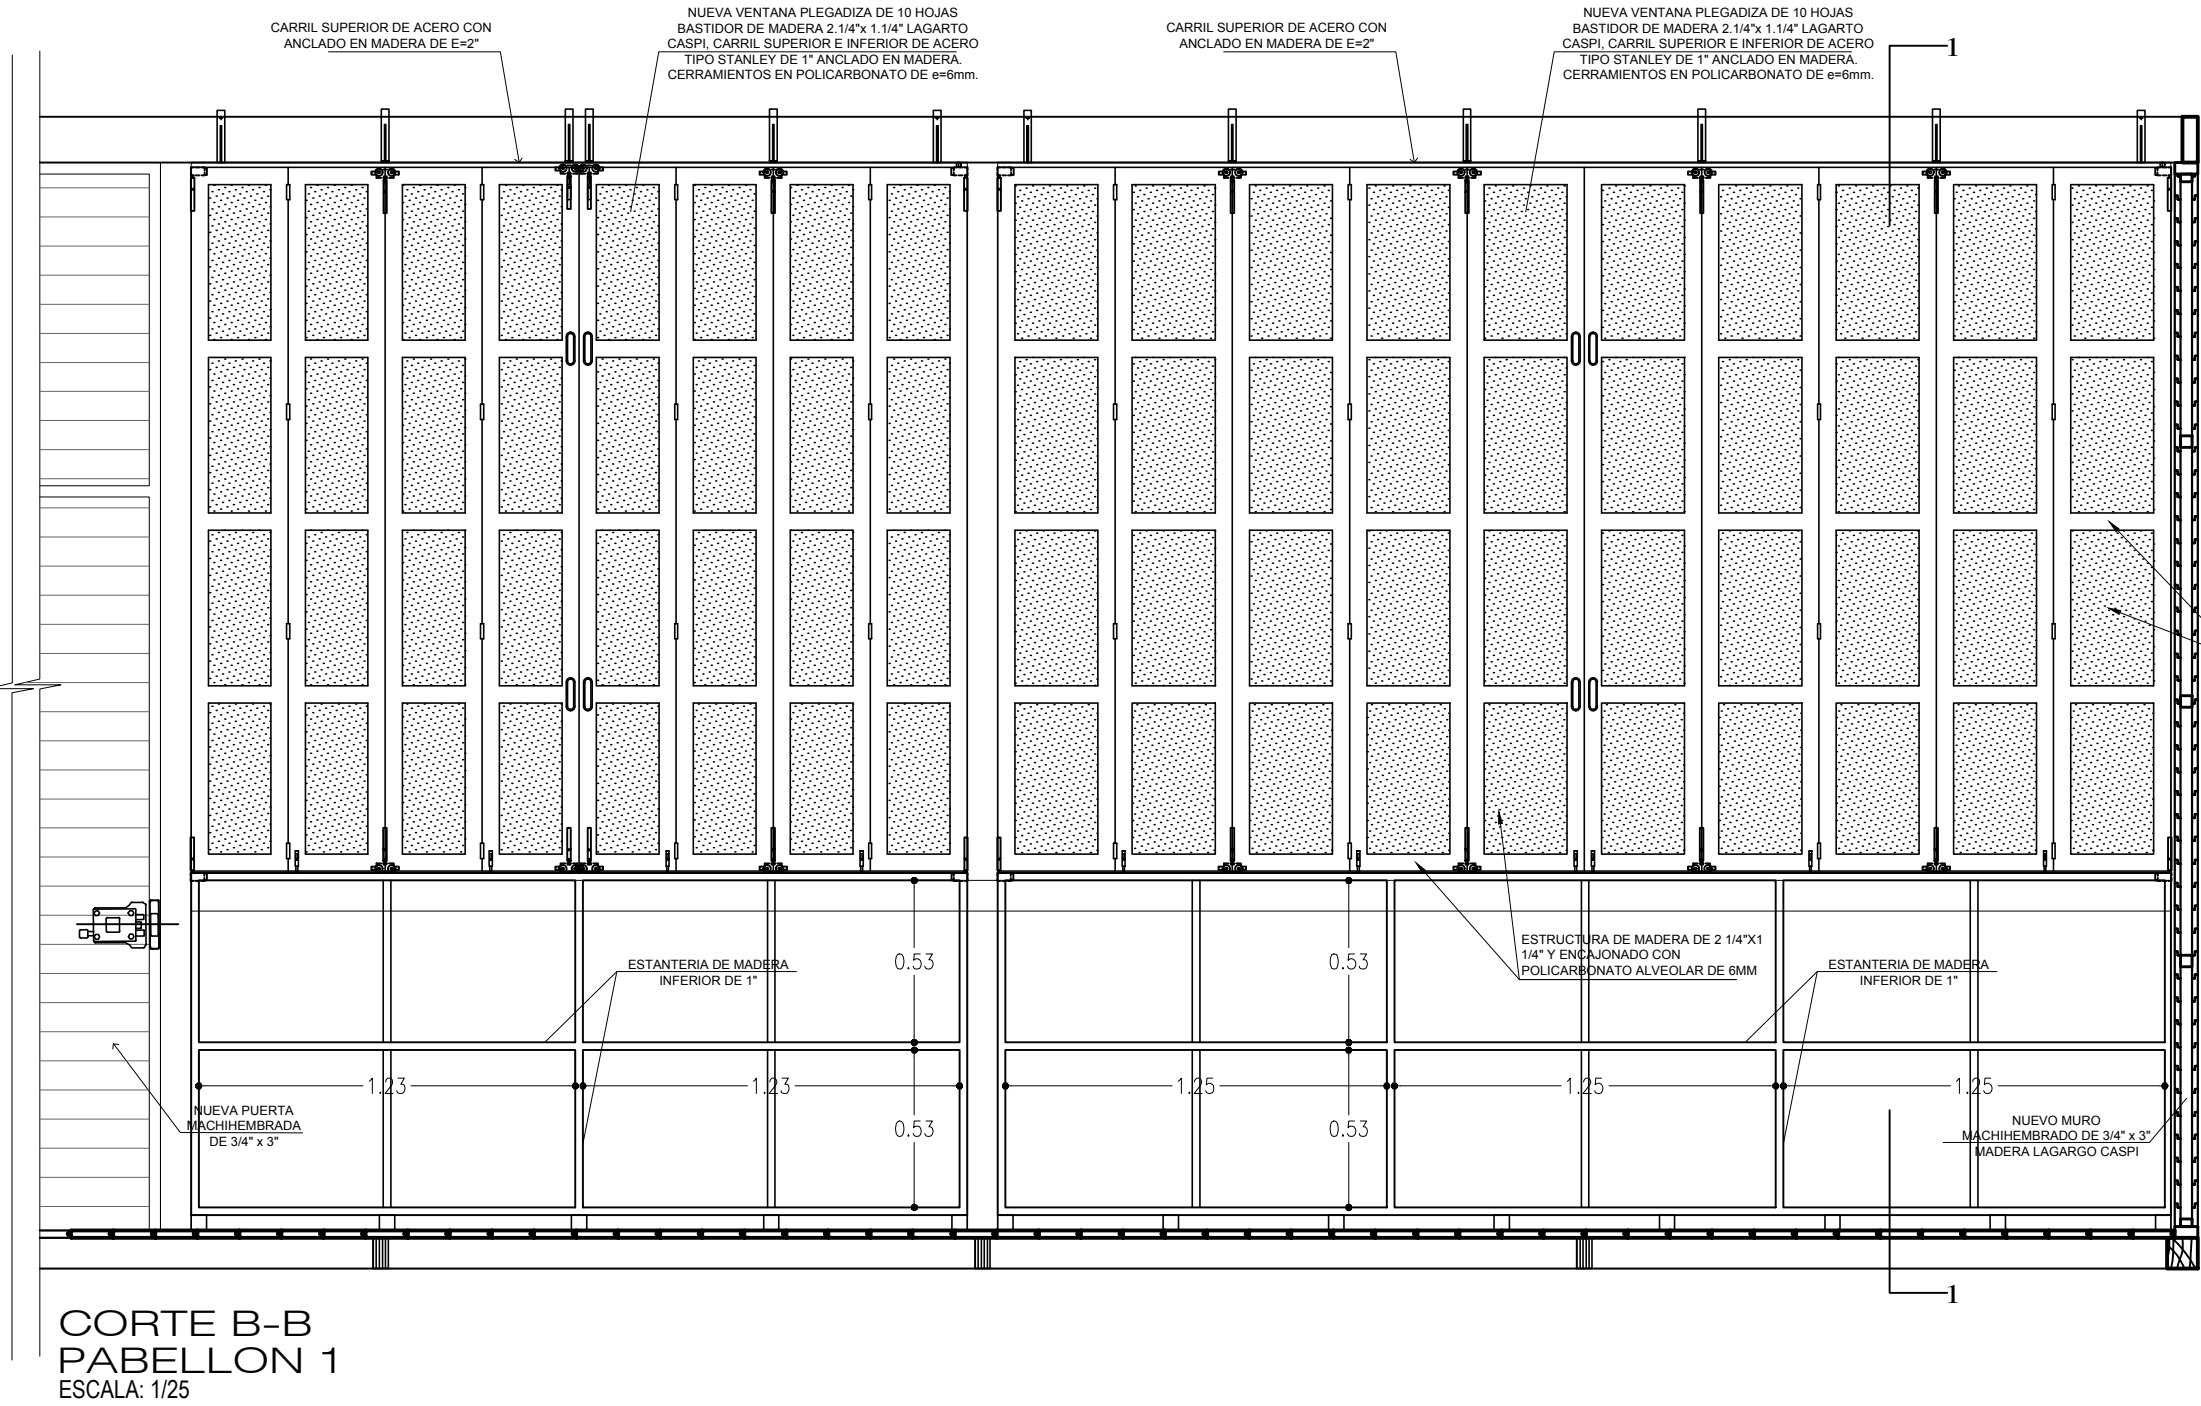 CARRIL SUPERIOR DE ACERO CON
ANCLADO EN MADERA DE E=2"
NUEVA VENTANA PLEGADIZA DE 10 HOJAS
BASTIDOR DE MADERA 2.1/4"x 1.1/4" LAGARTO
CASPI, CARRIL SUPERIOR E INFERIOR DE ACERO
TIPO STANLEY DE 1" ANCLADO EN MADERA.
CERRAMIENTOS EN POLICARBONATO DE e=6mm.
CARRIL SUPERIOR DE ACERO CON
ANCLADO EN MADERA DE E=2"
NUEVA VENTANA PLEGADIZA DE 10 HOJAS
BASTIDOR DE MADERA 2.1/4"x 1.1/4" LAGARTO
CASPI, CARRIL SUPERIOR E INFERIOR DE ACERO
TIPO STANLEY DE 1" ANCLADO EN MADERA.
CERRAMIENTOS EN POLICARBONATO DE e=6mm.
1
ESTANTERIA DE MADERA
INFERIOR DE 1"
0.53
0.53
ESTRUCTURA DE MADERA DE 2 1/4"X1
1/4" Y ENCAJONADO CON
POLICARBONATO ALVEOLAR DE 6MM
ESTANTERIA DE MADERA
INFERIOR DE 1"
1.23
1.23
1.25
1.25
1.25
NUEVA PUERTA
MACHIHEMBRADA
DE 3/4" x 3"
0.53
0.53
NUEVO MURO
MACHIHEMBRADO DE 3/4" x 3"
MADERA LAGARGO CASPI
1
CORTE B-B
PABELLON 1
ESCALA: 1/25